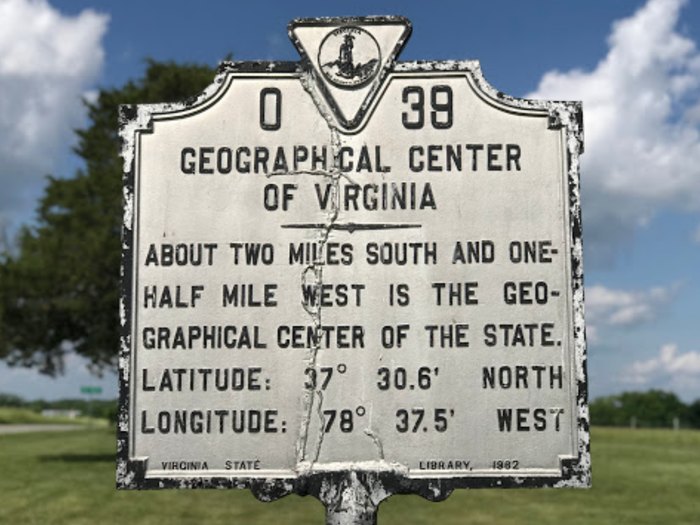 O 39
GEOGRAPHICAL CENTER
OF VIRGINIA
ABOUT TWO MILES SOUTH AND ONE-
HALF MILE WEST IS THE GEO-
GRAPHICAL CENTER OF THE STATE.
LATITUDE: 37° 30.6' NORTH
LONGITUDE: 78° 37.5' WEST
VIRGINIA STATE LIBRARY, 1982